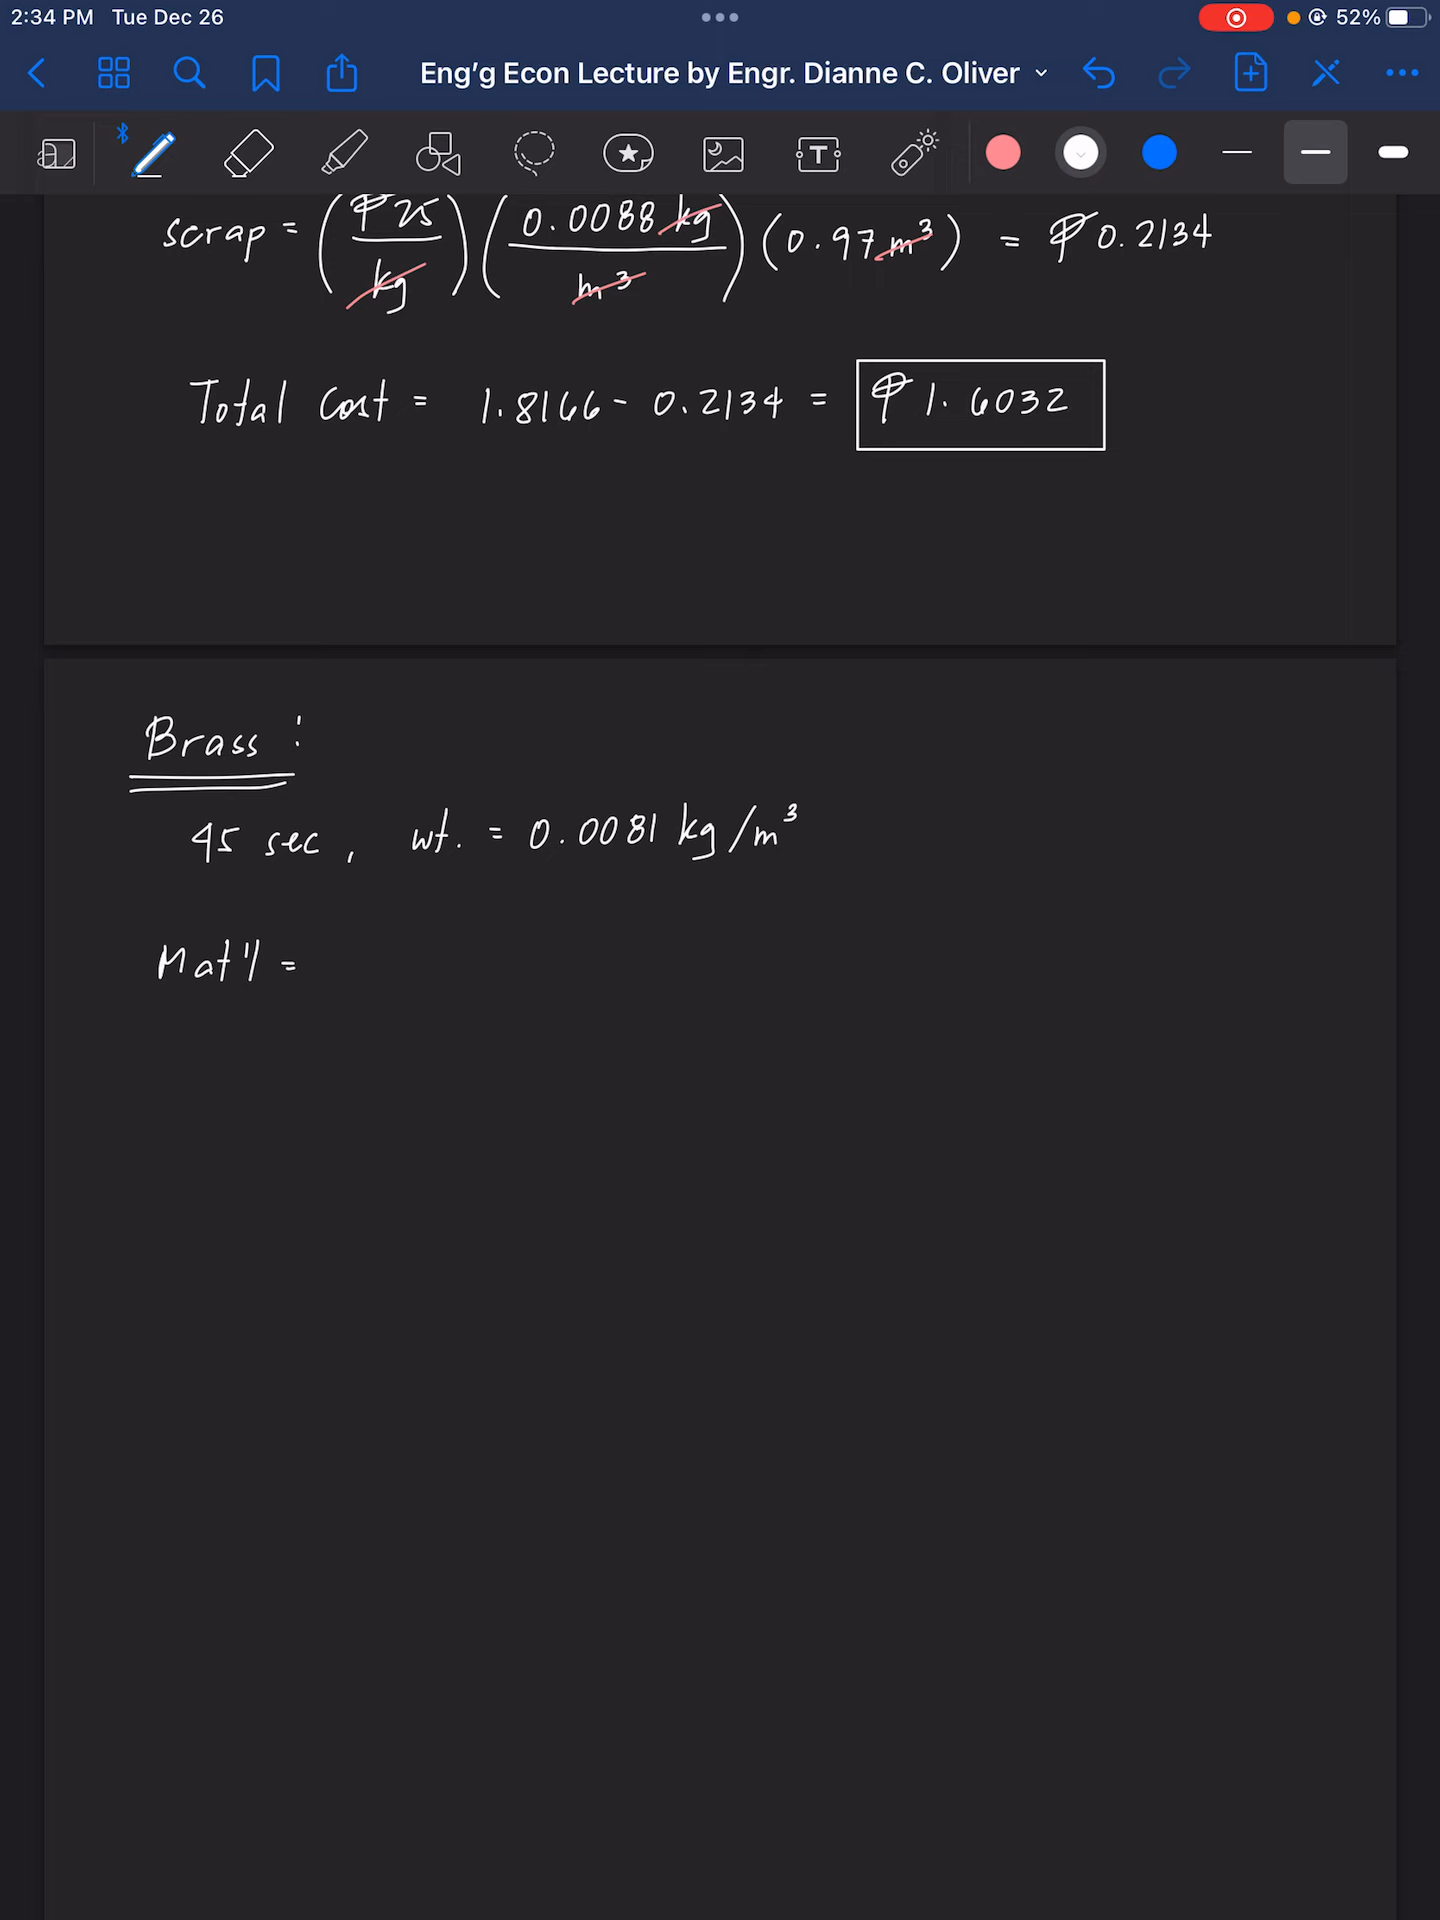 2:34 PM Tue Dec 26
52%
Eng'g Econ Lecture by Engr. Dianne C. Oliver
scrap = (₱25/kg) (0.0088 kg/m³) (0.97 m³) = ₱0.2134
Total Cost = 1.8166 - 0.2134 = ₱1.6032
Brass :
45 sec, wt. = 0.0081 kg/m³
Mat'l =